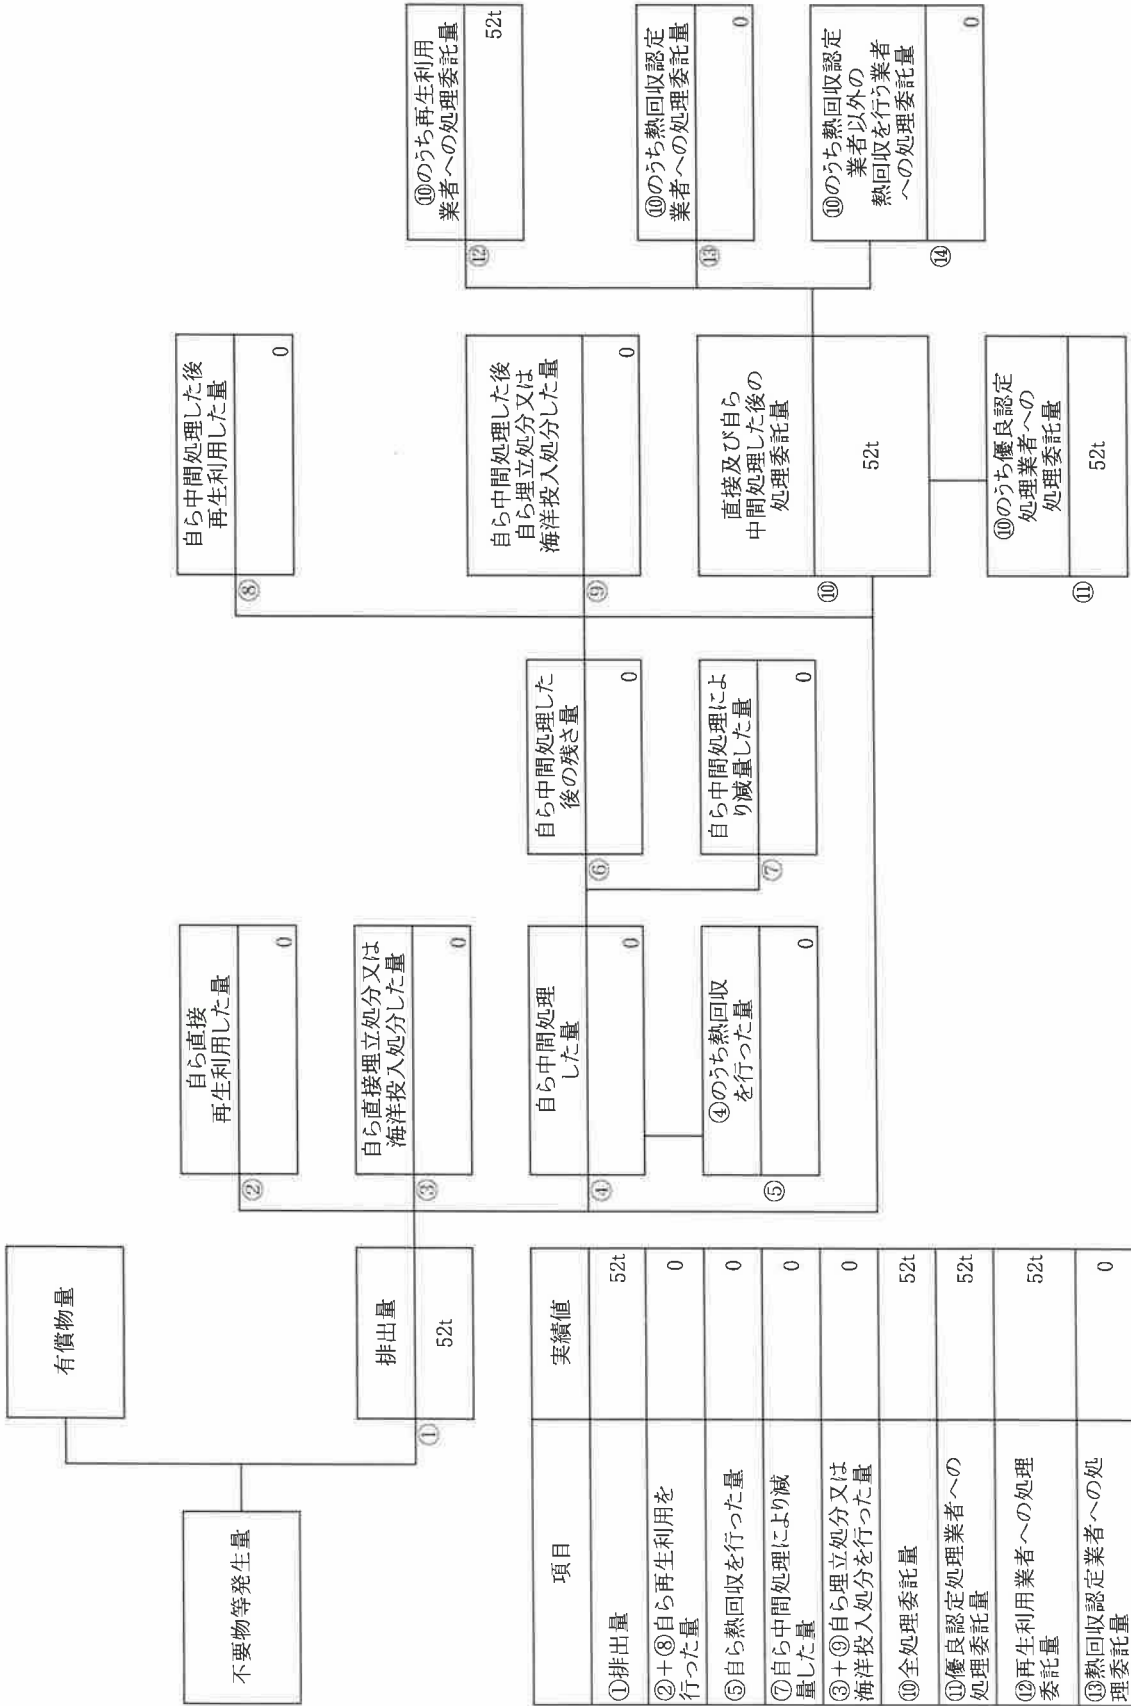 有償物量
不要物等発生量
①
排出量
52t
②
自ら直接
再生利用した量
0
③
自ら直接埋立処分又は
海洋投入処分した量
0
④
自ら中間処理
した量
0
⑤
④のうち熱回収
を行った量
0
⑥
自ら中間処理した
後の残さ量
0
⑦
自ら中間処理によ
り減量した量
0
⑧
自ら中間処理した後
再生利用した量
0
⑨
自ら中間処理した後
自ら埋立処分又は
海洋投入処分した量
0
⑩
直接及び自ら
中間処理した後の
処理委託量
52t
⑪
⑩のうち優良認定
処理業者への
処理委託量
52t
⑫
⑩のうち再生利用
業者への処理委託量
52t
⑬
⑩のうち熱回収認定
業者への処理委託量
0
⑭
⑩のうち熱回収認定
業者以外の
熱回収を行う業者
への処理委託量
0
項目 実績値
①排出量 52t
②+⑧自ら再生利用を
行った量 0
⑤自ら熱回収を行った量 0
⑦自ら中間処理により減
量した量 0
③+⑨自ら埋立処分又は
海洋投入処分を行った量 0
⑩全処理委託量 52t
⑪優良認定処理業者への
処理委託量 52t
⑫再生利用業者への処理
委託量 52t
⑬熱回収認定業者への処
理委託量 0